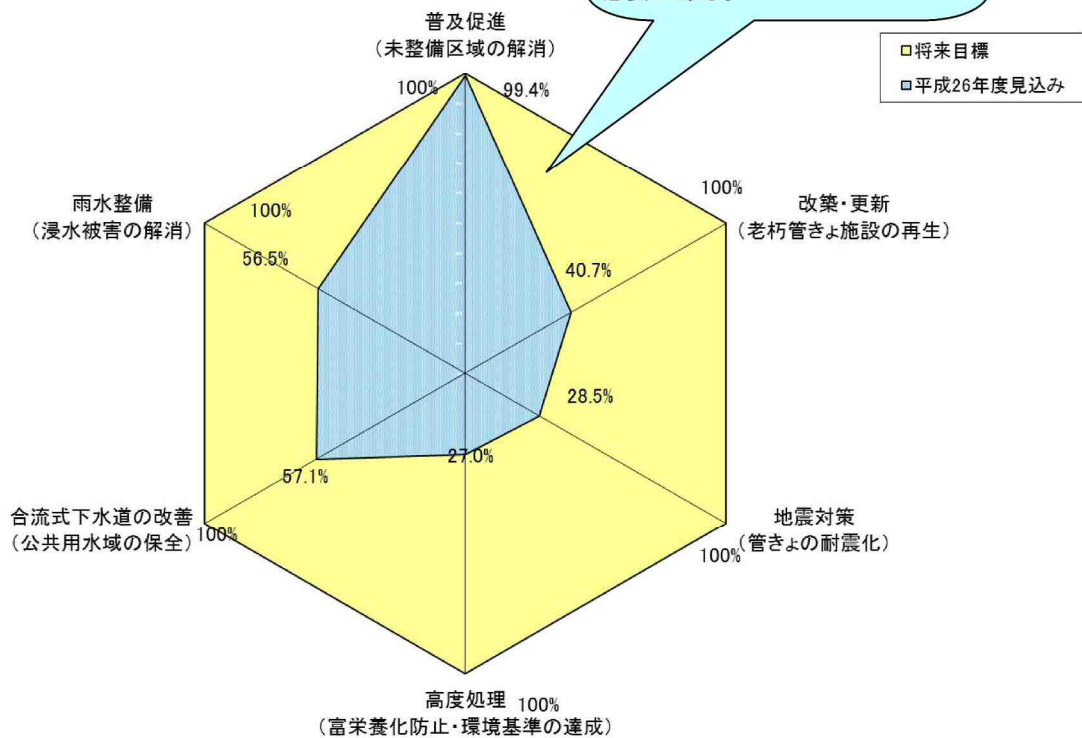 普及促進
(未整備区域の解消)
100%
99.4%
将来目標
平成26年度見込み
雨水整備
(浸水被害の解消)
100%
56.5%
100%
改築・更新
(老朽管きょ施設の再生)
40.7%
28.5%
27.0%
57.1%
合流式下水道の改善
(公共用水域の保全)
100%
地震対策
(管きょの耐震化)
100%
高度処理
100%
(富栄養化防止・環境基準の達成)